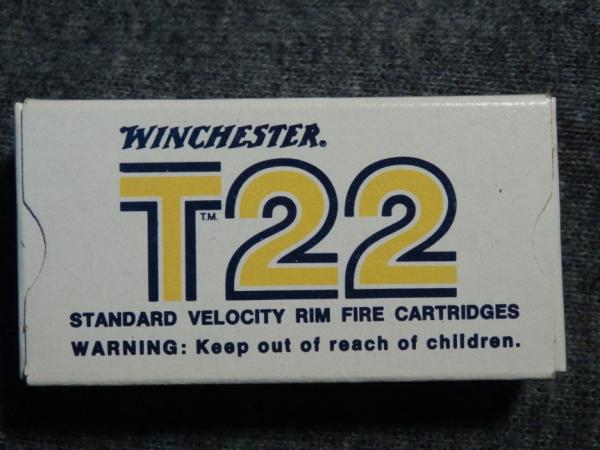 WINCHESTER®
T22
T.M.
STANDARD VELOCITY RIM FIRE CARTRIDGES
WARNING: Keep out of reach of children.